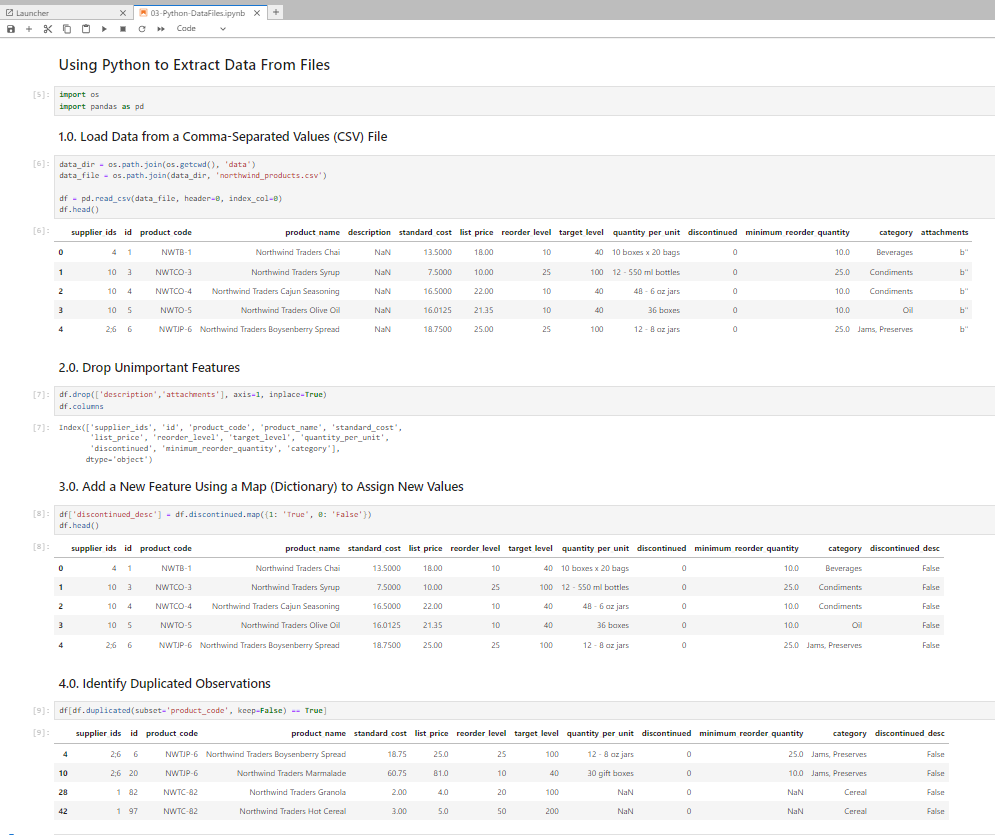 Launcher
03-Python-DataFiles.ipynb
Code
Using Python to Extract Data From Files
[5]: import os
import pandas as pd
1.0. Load Data from a Comma-Separated Values (CSV) File
[6]: data_dir = os.path.join(os.getcwd(), 'data')
data_file = os.path.join(data_dir, 'northwind_products.csv')
df = pd.read_csv(data_file, header=0, index_col=0)
df.head()
[6]: supplier ids id product code product name description standard cost list price reorder level target level quantity per unit discontinued minimum reorder quantity category attachments
0 4 1 NWTB-1 Northwind Traders Chai NaN 13.5000 18.00 10 40 10 boxes x 20 bags 0 10.0 Beverages b''
1 10 3 NWTCO-3 Northwind Traders Syrup NaN 7.5000 10.00 25 100 12 - 550 ml bottles 0 25.0 Condiments b''
2 10 4 NWTCO-4 Northwind Traders Cajun Seasoning NaN 16.5000 22.00 10 40 48 - 6 oz jars 0 10.0 Condiments b''
3 10 5 NWTO-5 Northwind Traders Olive Oil NaN 16.0125 21.35 10 40 36 boxes 0 10.0 Oil b''
4 2;6 6 NWTJP-6 Northwind Traders Boysenberry Spread NaN 18.7500 25.00 25 100 12 - 8 oz jars 0 25.0 Jams, Preserves b''
2.0. Drop Unimportant Features
[7]: df.drop(['description','attachments'], axis=1, inplace=True)
df.columns
[7]: Index(['supplier_ids', 'id', 'product_code', 'product_name', 'standard_cost',
'list_price', 'reorder_level', 'target_level', 'quantity_per_unit',
'discontinued', 'minimum_reorder_quantity', 'category'],
dtype='object')
3.0. Add a New Feature Using a Map (Dictionary) to Assign New Values
[8]: df['discontinued_desc'] = df.discontinued.map({1: 'True', 0: 'False'})
df.head()
[8]: supplier ids id product code product name standard cost list price reorder level target level quantity per unit discontinued minimum reorder quantity category discontinued desc
0 4 1 NWTB-1 Northwind Traders Chai 13.5000 18.00 10 40 10 boxes x 20 bags 0 10.0 Beverages False
1 10 3 NWTCO-3 Northwind Traders Syrup 7.5000 10.00 25 100 12 - 550 ml bottles 0 25.0 Condiments False
2 10 4 NWTCO-4 Northwind Traders Cajun Seasoning 16.5000 22.00 10 40 48 - 6 oz jars 0 10.0 Condiments False
3 10 5 NWTO-5 Northwind Traders Olive Oil 16.0125 21.35 10 40 36 boxes 0 10.0 Oil False
4 2;6 6 NWTJP-6 Northwind Traders Boysenberry Spread 18.7500 25.00 25 100 12 - 8 oz jars 0 25.0 Jams, Preserves False
4.0. Identify Duplicated Observations
[9]: df[df.duplicated(subset='product_code', keep=False) == True]
[9]: supplier ids id product code product name standard cost list price reorder level target level quantity per unit discontinued minimum reorder quantity category discontinued desc
4 2;6 6 NWTJP-6 Northwind Traders Boysenberry Spread 18.75 25.0 25 100 12 - 8 oz jars 0 25.0 Jams, Preserves False
10 2;6 20 NWTJP-6 Northwind Traders Marmalade 60.75 81.0 10 40 30 gift boxes 0 10.0 Jams, Preserves False
28 1 82 NWTC-82 Northwind Traders Granola 2.00 4.0 20 100 NaN 0 NaN Cereal False
42 1 97 NWTC-82 Northwind Traders Hot Cereal 3.00 5.0 50 200 NaN 0 NaN Cereal False